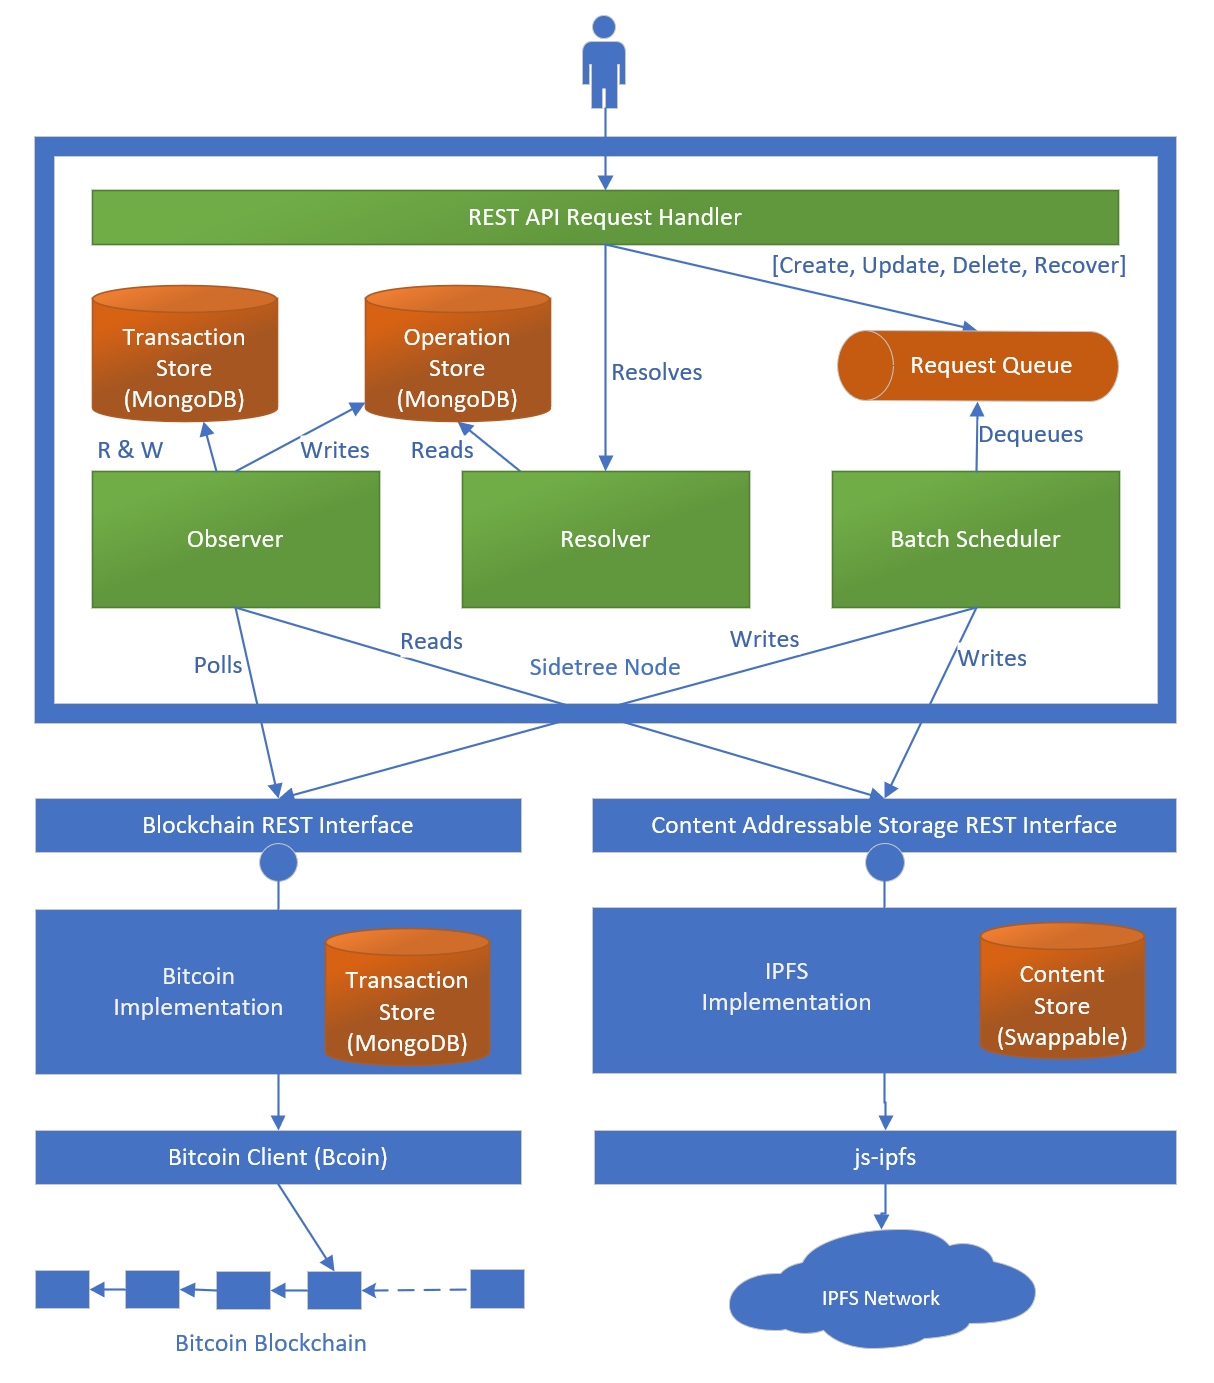 REST API Request Handler
[Create, Update, Delete, Recover]
Transaction
Store
(MongoDB)
Operation
Store
(MongoDB)
Resolves
Request Queue
R & W
Writes
Reads
Dequeues
Observer
Resolver
Batch Scheduler
Polls
Reads
Sidetree Node
Writes
Writes
Blockchain REST Interface
Content Addressable Storage REST Interface
Bitcoin
Implementation
Transaction
Store
(MongoDB)
IPFS
Implementation
Content
Store
(Swappable)
Bitcoin Client (Bcoin)
js-ipfs
Bitcoin Blockchain
IPFS Network